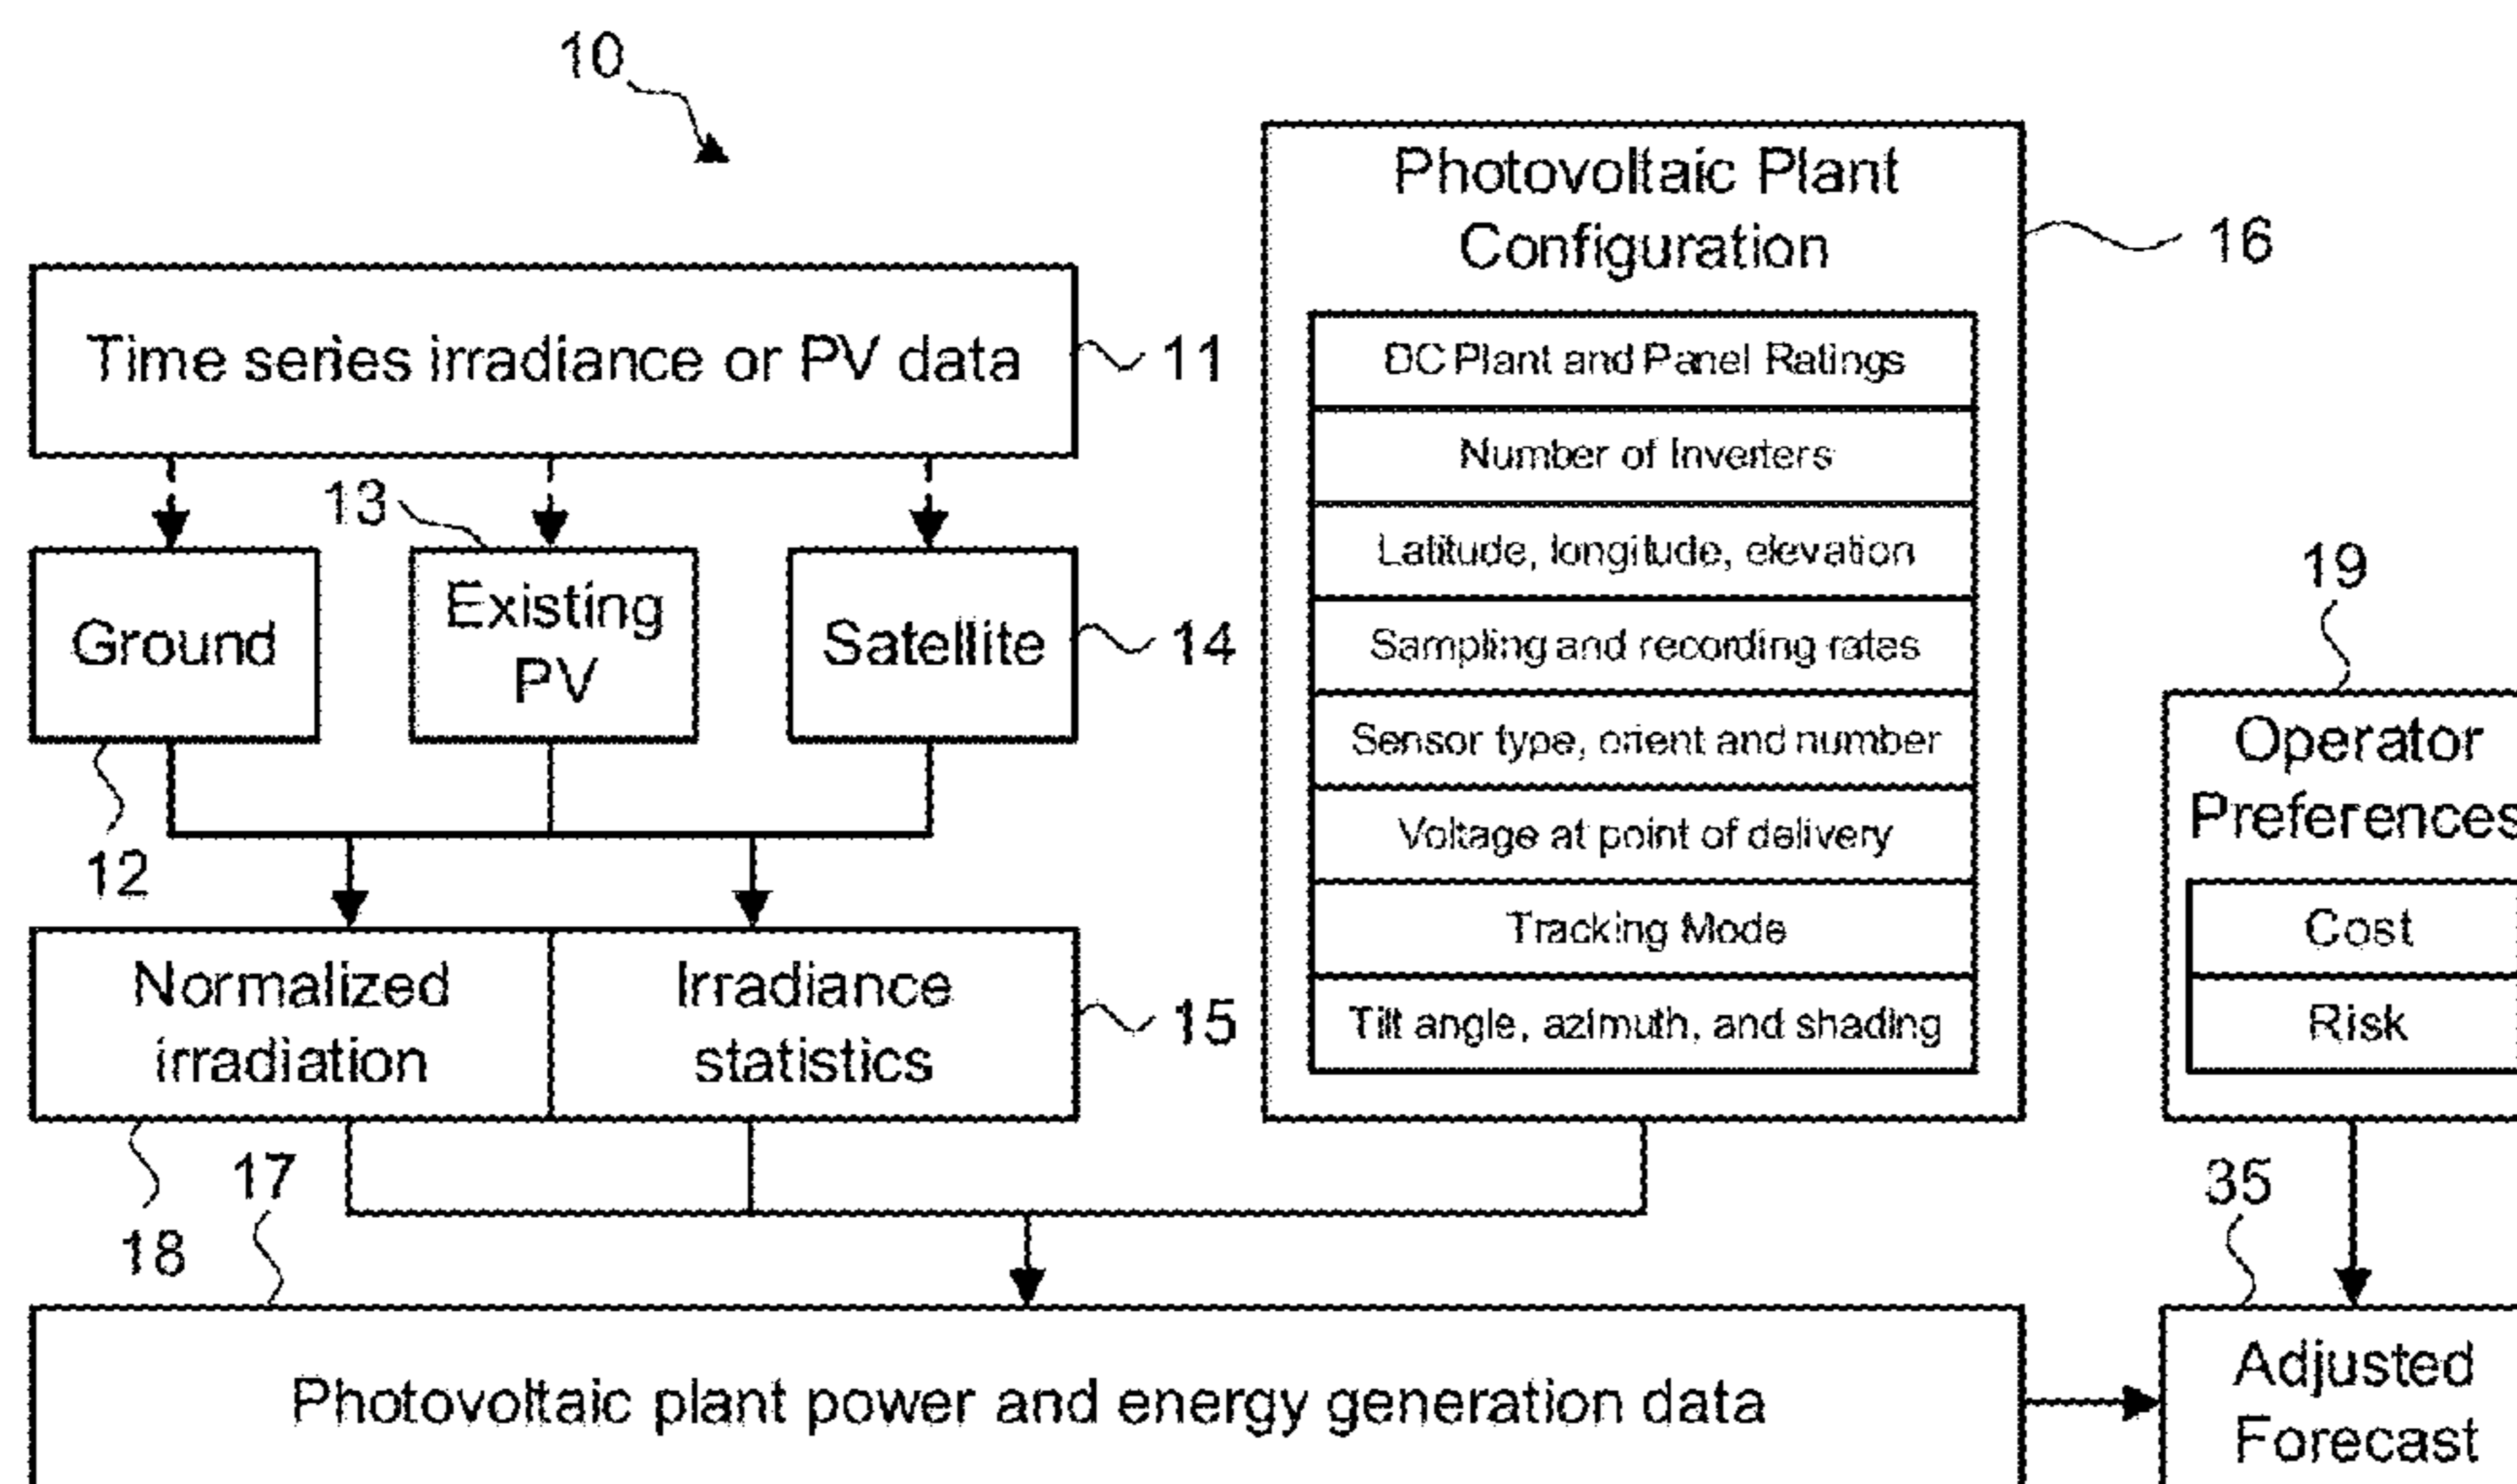 10
Photovoltaic Plant
Configuration
16
Time series irradiance or PV data
11
DC Plant and Panel Ratings
Number of Inverters
Latitude, longitude, elevation
Sampling and recording rates
Sensor type, orient and number
Voltage at point of delivery
Tracking Mode
Tilt angle, azimuth, and shading
13
Ground
Existing
PV
Satellite
14
12
19
Operator
Preferences
Cost
Risk
Normalized
irradiation
Irradiance
statistics
15
18
17
35
Photovoltaic plant power and energy generation data
Adjusted
Forecast